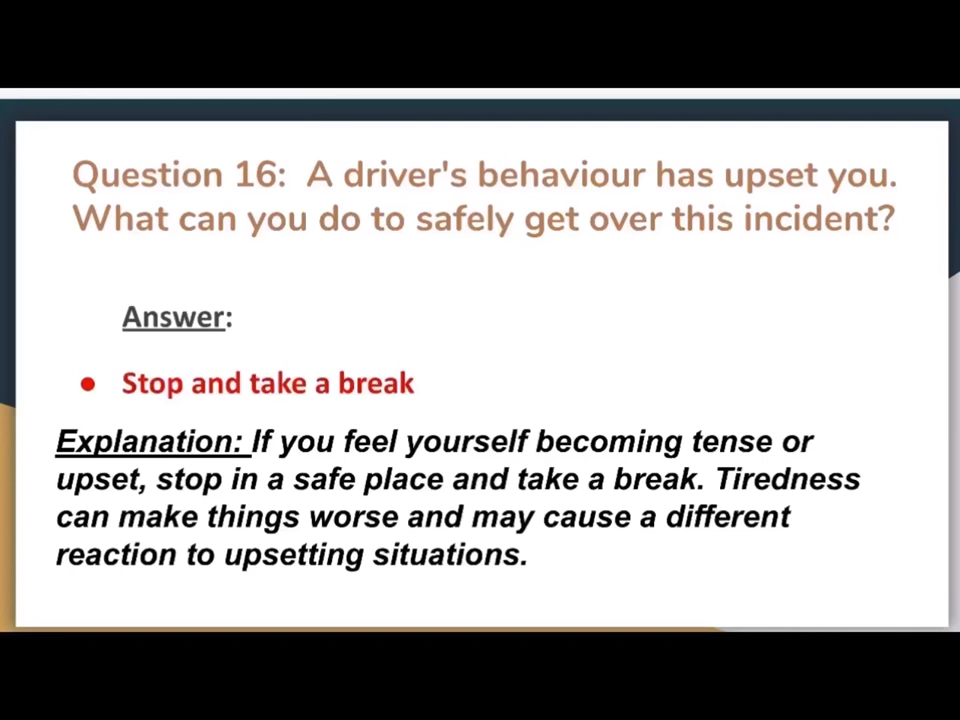 Question 16:  A driver's behaviour has upset you.
What can you do to safely get over this incident?
Answer:
● Stop and take a break
Explanation: If you feel yourself becoming tense or
upset, stop in a safe place and take a break. Tiredness
can make things worse and may cause a different
reaction to upsetting situations.